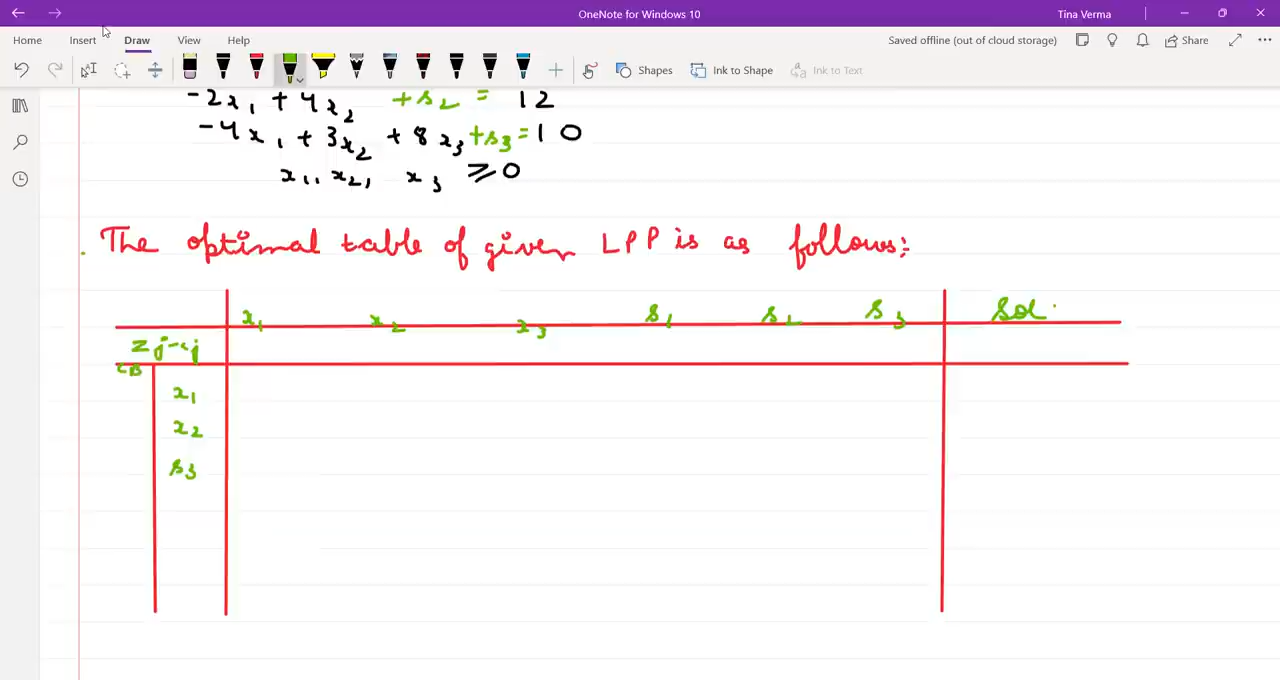 OneNote for Windows 10
Tina Verma
Home Insert Draw View Help
Saved offline (out of cloud storage)
Share
Shapes
Ink to Shape
Ink to Text
-2x₁ + 4x₂ + s₂ = 12
-4x₁ + 3x₂ + 8x₃ + s₃ = 10
x₁, x₂, x₃ ≥ 0
The optimal table of given LPP is as follows:
x₁ x₂ x₃ s₁ s₂ s₃ Sol.
zj-cj
CB
x₁
x₂
s₃